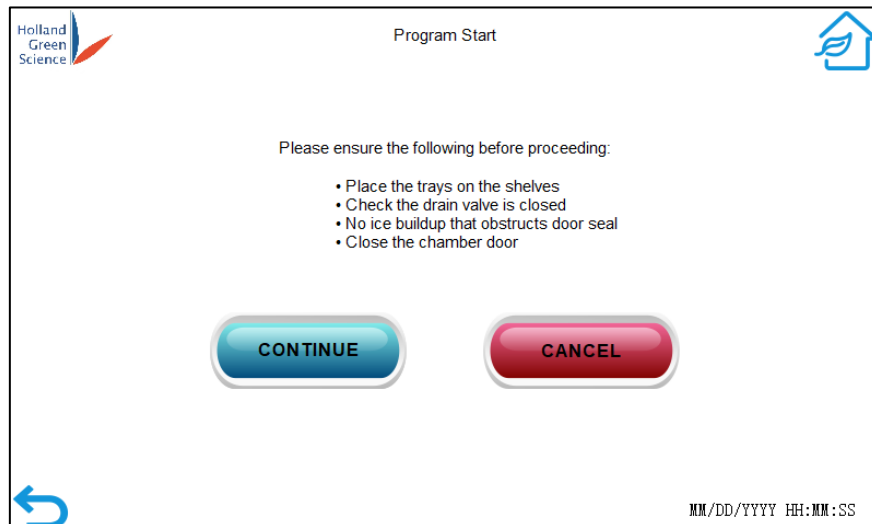 Holland
Green
Science
Program Start
Please ensure the following before proceeding:
• Place the trays on the shelves
• Check the drain valve is closed
• No ice buildup that obstructs door seal
• Close the chamber door
CONTINUE
CANCEL
MM/DD/YYYY HH:MM:SS